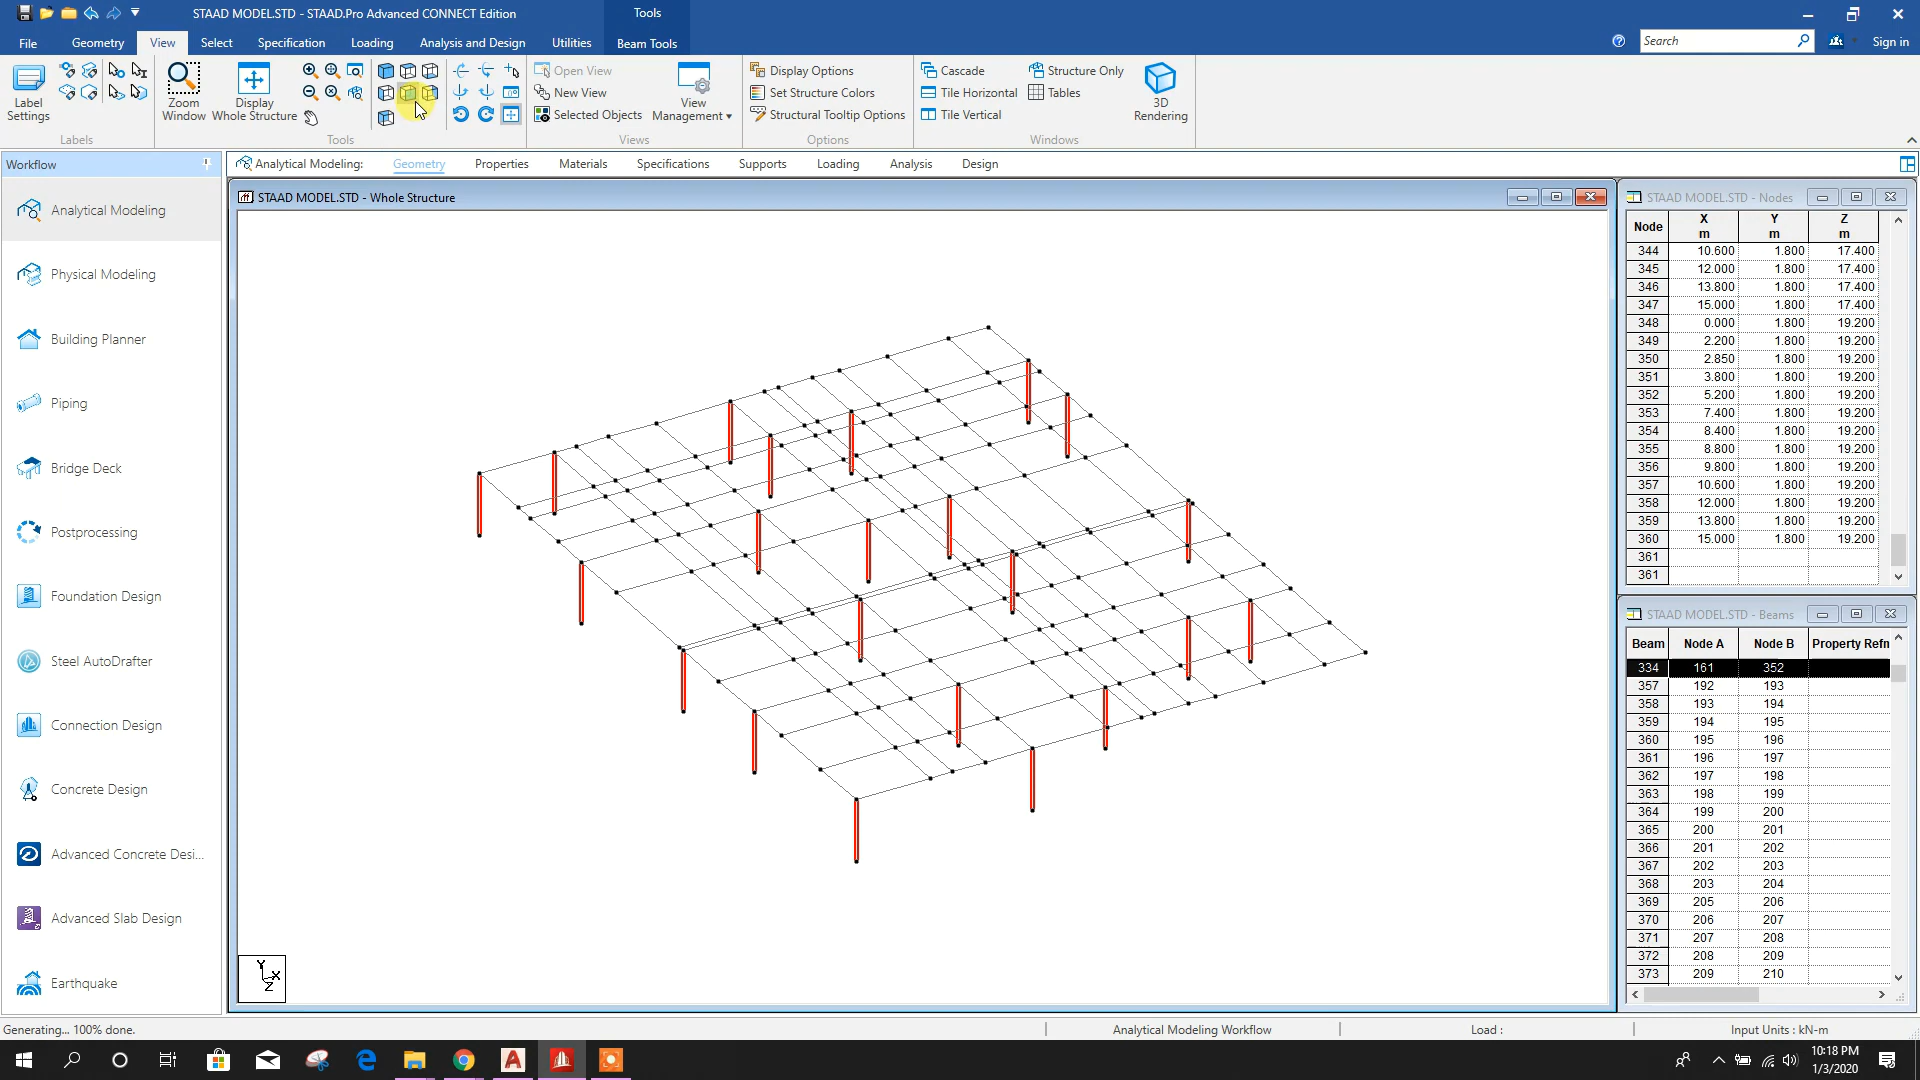 STAAD MODEL.STD - STAAD.Pro Advanced CONNECT Edition
Tools
File
Geometry
View
Select
Specification
Loading
Analysis and Design
Utilities
Beam Tools
Search
Sign in
Label
Settings
Labels
Zoom
Window
Display
Whole Structure
Tools
Open View
New View
Selected Objects
View
Management
Views
Display Options
Set Structure Colors
Structural Tooltip Options
Options
Cascade
Tile Horizontal
Tile Vertical
Structure Only
Tables
Windows
3D
Rendering
Workflow
Analytical Modeling:
Geometry
Properties
Materials
Specifications
Supports
Loading
Analysis
Design
Analytical Modeling
Physical Modeling
Building Planner
Piping
Bridge Deck
Postprocessing
Foundation Design
Steel AutoDrafter
Connection Design
Concrete Design
Advanced Concrete Desi...
Advanced Slab Design
Earthquake
STAAD MODEL.STD - Whole Structure
Y
X
Z
STAAD MODEL.STD - Nodes
Node X m Y m Z m
344 10.600 1.800 17.400
345 12.000 1.800 17.400
346 13.800 1.800 17.400
347 15.000 1.800 17.400
348 0.000 1.800 19.200
349 2.200 1.800 19.200
350 2.850 1.800 19.200
351 3.800 1.800 19.200
352 5.200 1.800 19.200
353 7.400 1.800 19.200
354 8.400 1.800 19.200
355 8.800 1.800 19.200
356 9.800 1.800 19.200
357 10.600 1.800 19.200
358 12.000 1.800 19.200
359 13.800 1.800 19.200
360 15.000 1.800 19.200
361
361
STAAD MODEL.STD - Beams
Beam Node A Node B Property Refn
334 161 352
357 192 193
358 193 194
359 194 195
360 195 196
361 196 197
362 197 198
363 198 199
364 199 200
365 200 201
366 201 202
367 202 203
368 203 204
369 205 206
370 206 207
371 207 208
372 208 209
373 209 210
Generating... 100% done.
Analytical Modeling Workflow
Load :
Input Units : kN-m
10:18 PM
1/3/2020